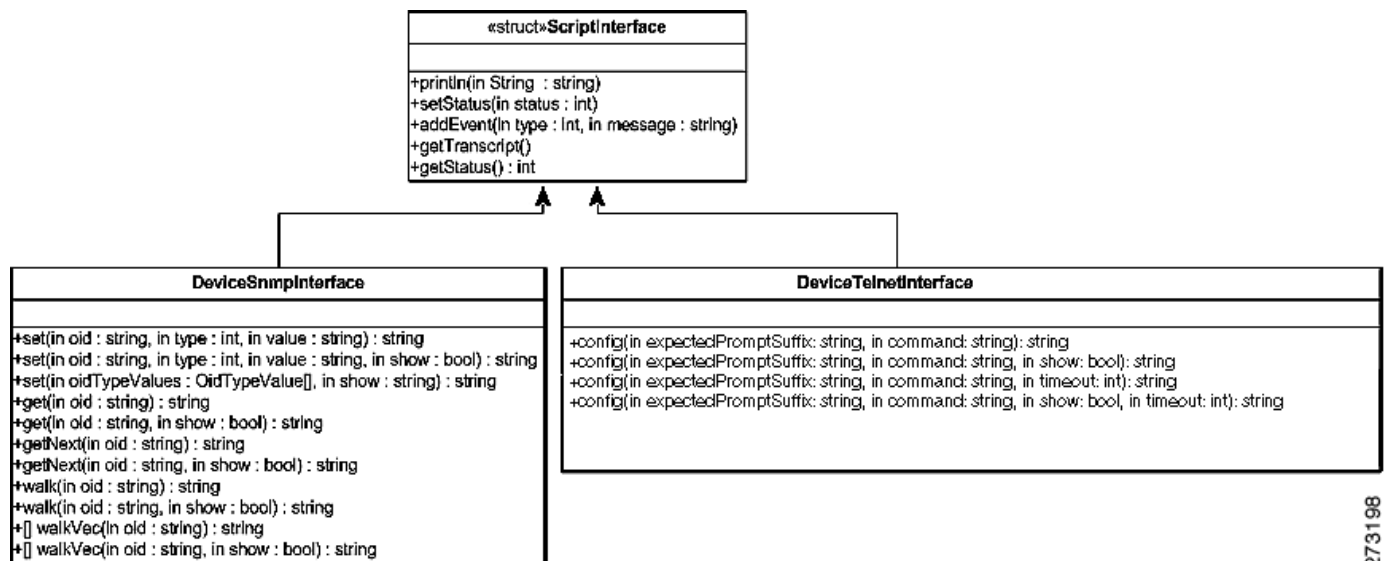 «struct»ScriptInterface
+println(in String : string)
+setStatus(in status : int)
+addEvent(in type : int, in message : string)
+getTranscript()
+getStatus() : int
DeviceSnmpInterface
+set(in oid : string, in type : int, in value : string) : string
+set(in oid : string, in type : int, in value : string, in show : bool) : string
+set(in oidTypeValues : OidTypeValue[], in show : string) : string
+get(in oid : string) : string
+get(in oid : string, in show : bool) : string
+getNext(in oid : string) : string
+getNext(in oid : string, in show : bool) : string
+walk(in oid : string) : string
+walk(in oid : string, in show : bool) : string
+[] walkVec(in oid : string) : string
+[] walkVec(in oid : string, in show : bool) : string
DeviceTelnetInterface
+config(in expectedPromptSuffix: string, in command: string): string
+config(in expectedPromptSuffix: string, in command: string, in show: bool): string
+config(in expectedPromptSuffix: string, in command: string, in timeout: int): string
+config(in expectedPromptSuffix: string, in command: string, in show: bool, in timeout: int): string
273198